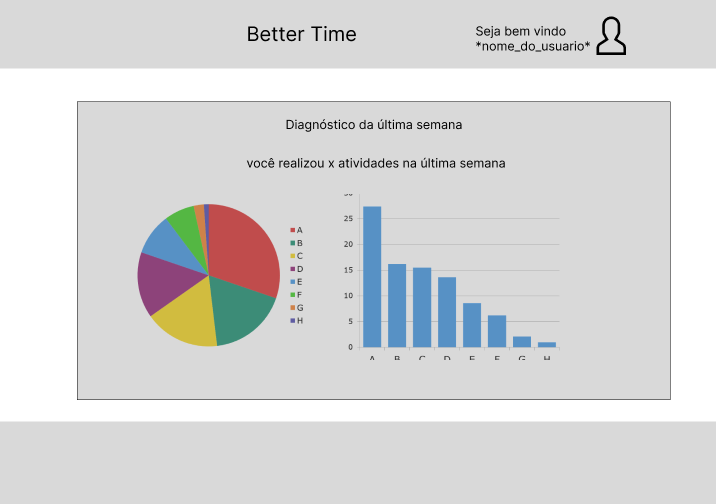 Better Time
Seja bem vindo
*nome_do_usuario*
Diagnóstico da última semana
você realizou x atividades na última semana
A
B
C
D
E
F
G
H
30
25
20
15
10
5
0
A B C D E F G H